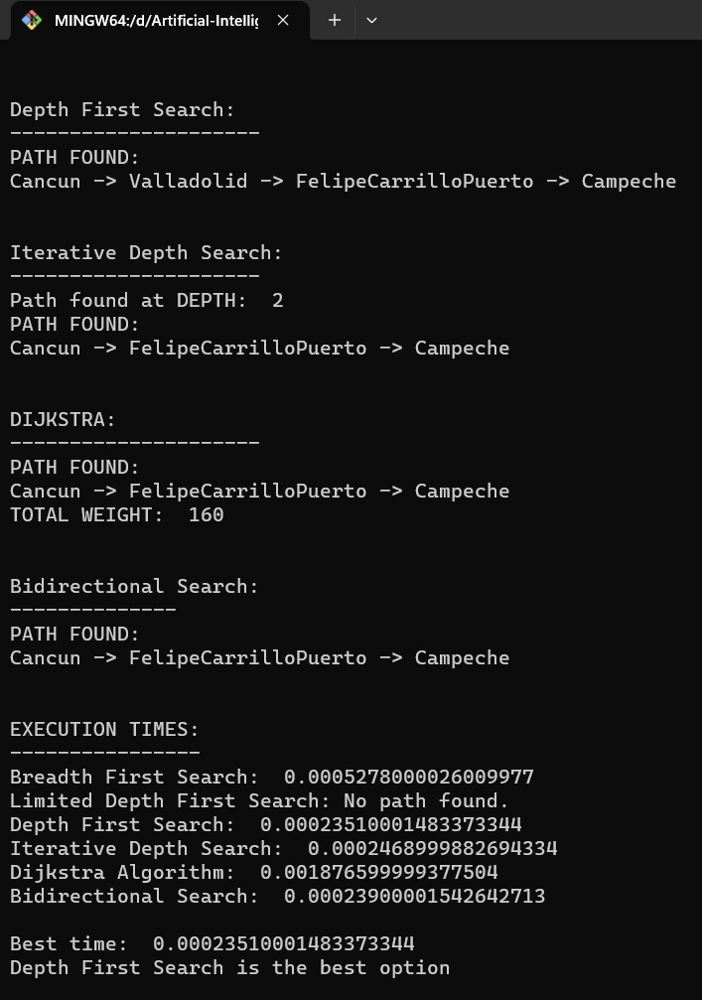 MINGW64:/d/Artificial-Intellig
Depth First Search:
---------------------
PATH FOUND:
Cancun -> Valladolid -> FelipeCarrilloPuerto -> Campeche
Iterative Depth Search:
---------------------
Path found at DEPTH:  2
PATH FOUND:
Cancun -> FelipeCarrilloPuerto -> Campeche
DIJKSTRA:
---------------------
PATH FOUND:
Cancun -> FelipeCarrilloPuerto -> Campeche
TOTAL WEIGHT:  160
Bidirectional Search:
--------------
PATH FOUND:
Cancun -> FelipeCarrilloPuerto -> Campeche
EXECUTION TIMES:
----------------
Breadth First Search:  0.0005278000026009977
Limited Depth First Search: No path found.
Depth First Search:  0.00023510001483373344
Iterative Depth Search:  0.0002468999882694334
Dijkstra Algorithm:  0.001876599999377504
Bidirectional Search:  0.00023900001542642713
Best time:  0.00023510001483373344
Depth First Search is the best option